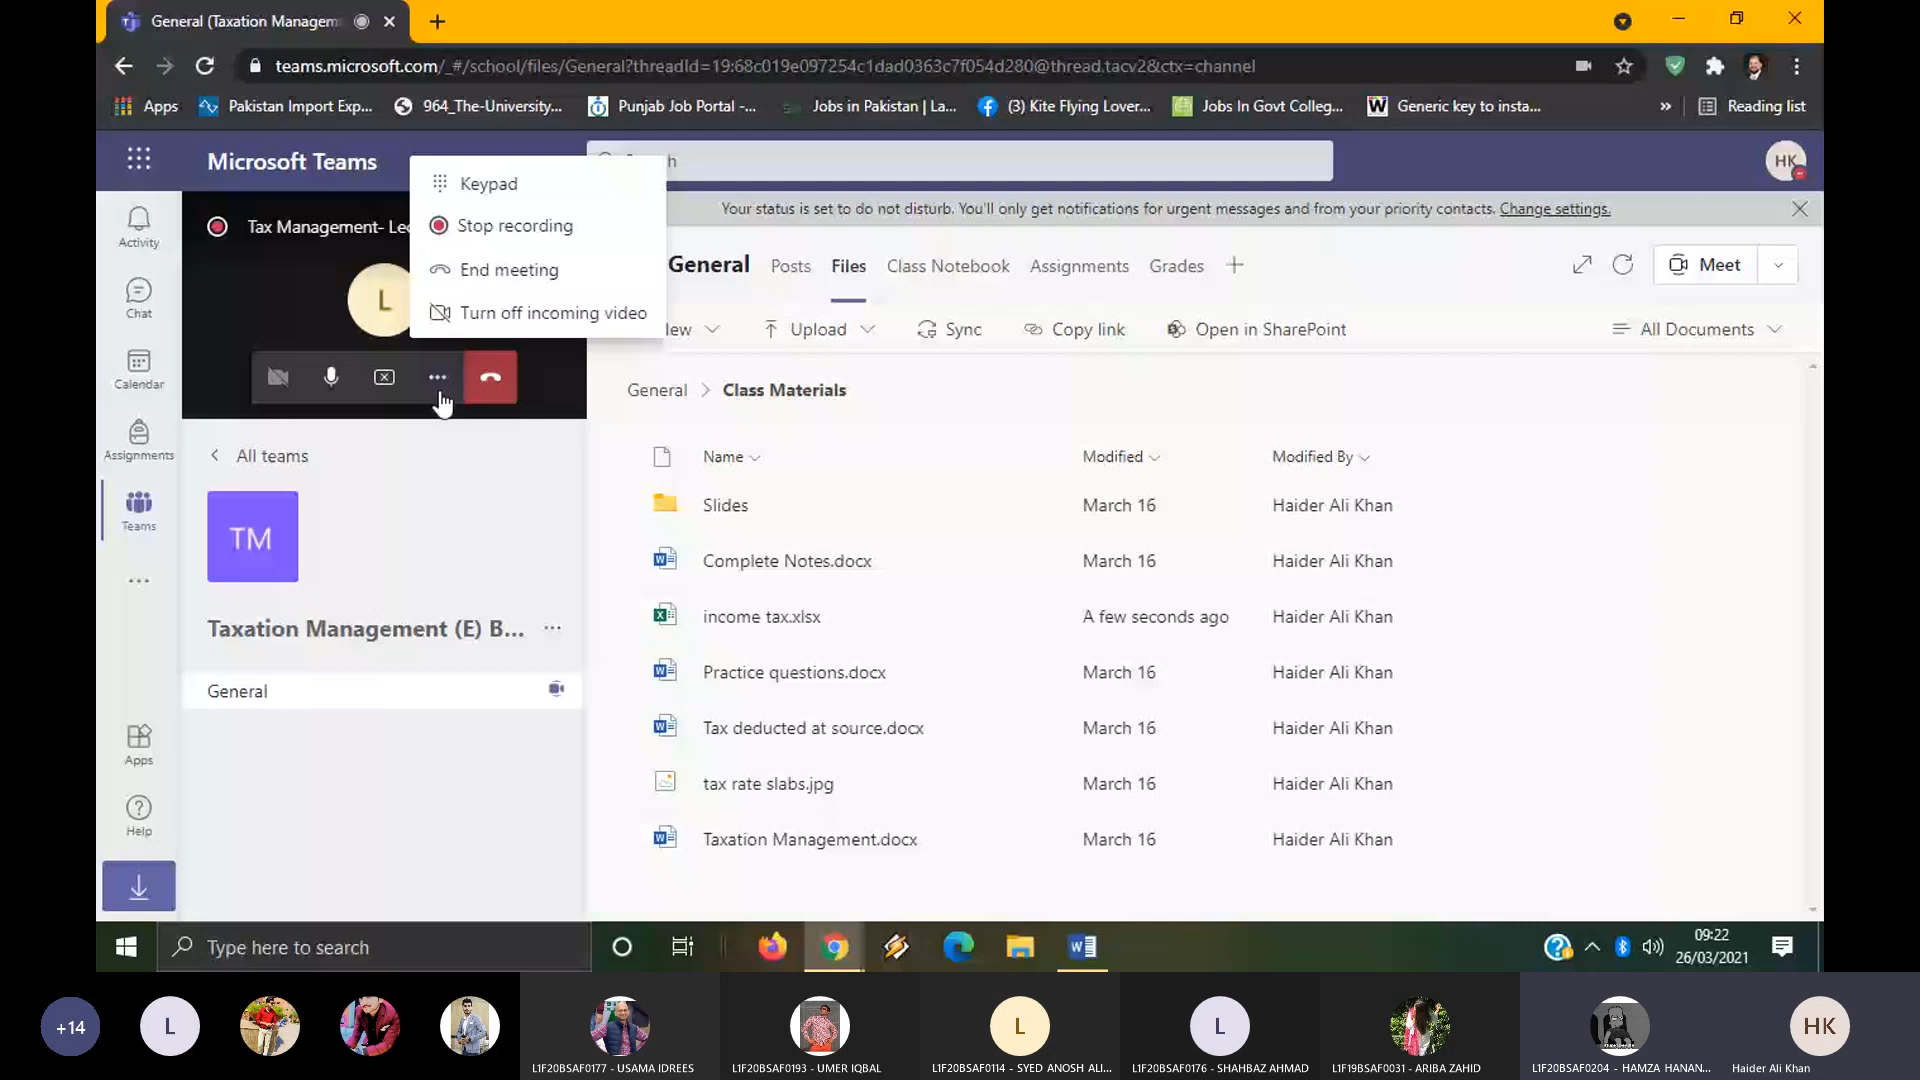 General (Taxation Managem
teams.microsoft.com/_#/school/files/General?threadId=19:68c019e097254c1dad0363c7f054d280@thread.tacv2&ctx=channel
Apps
Pakistan Import Exp...
964_The-University...
Punjab Job Portal -...
Jobs in Pakistan | La...
(3) Kite Flying Lover...
Jobs In Govt Colleg...
Generic key to insta...
»
Reading list
Microsoft Teams
HK
Your status is set to do not disturb. You'll only get notifications for urgent messages and from your priority contacts. Change settings.
Tax Management- Lec
L
Keypad
Stop recording
End meeting
Turn off incoming video
General
Posts
Files
Class Notebook
Assignments
Grades
Meet
Upload
Sync
Copy link
Open in SharePoint
All Documents
Activity
Chat
Calendar
Assignments
Teams
Apps
Help
All teams
TM
Taxation Management (E) B...
General
General > Class Materials
Name Modified Modified By
Slides March 16 Haider Ali Khan
Complete Notes.docx March 16 Haider Ali Khan
income tax.xlsx A few seconds ago Haider Ali Khan
Practice questions.docx March 16 Haider Ali Khan
Tax deducted at source.docx March 16 Haider Ali Khan
tax rate slabs.jpg March 16 Haider Ali Khan
Taxation Management.docx March 16 Haider Ali Khan
Type here to search
09:22
26/03/2021
+14
L
L
L
HK
L1F20BSAF0177 - USAMA IDREES
L1F20BSAF0193 - UMER IQBAL
L1F20BSAF0114 - SYED ANOSH ALI...
L1F20BSAF0176 - SHAHBAZ AHMAD
L1F19BSAF0031 - ARIBA ZAHID
L1F20BSAF0204 - HAMZA HANAN...
Haider Ali Khan